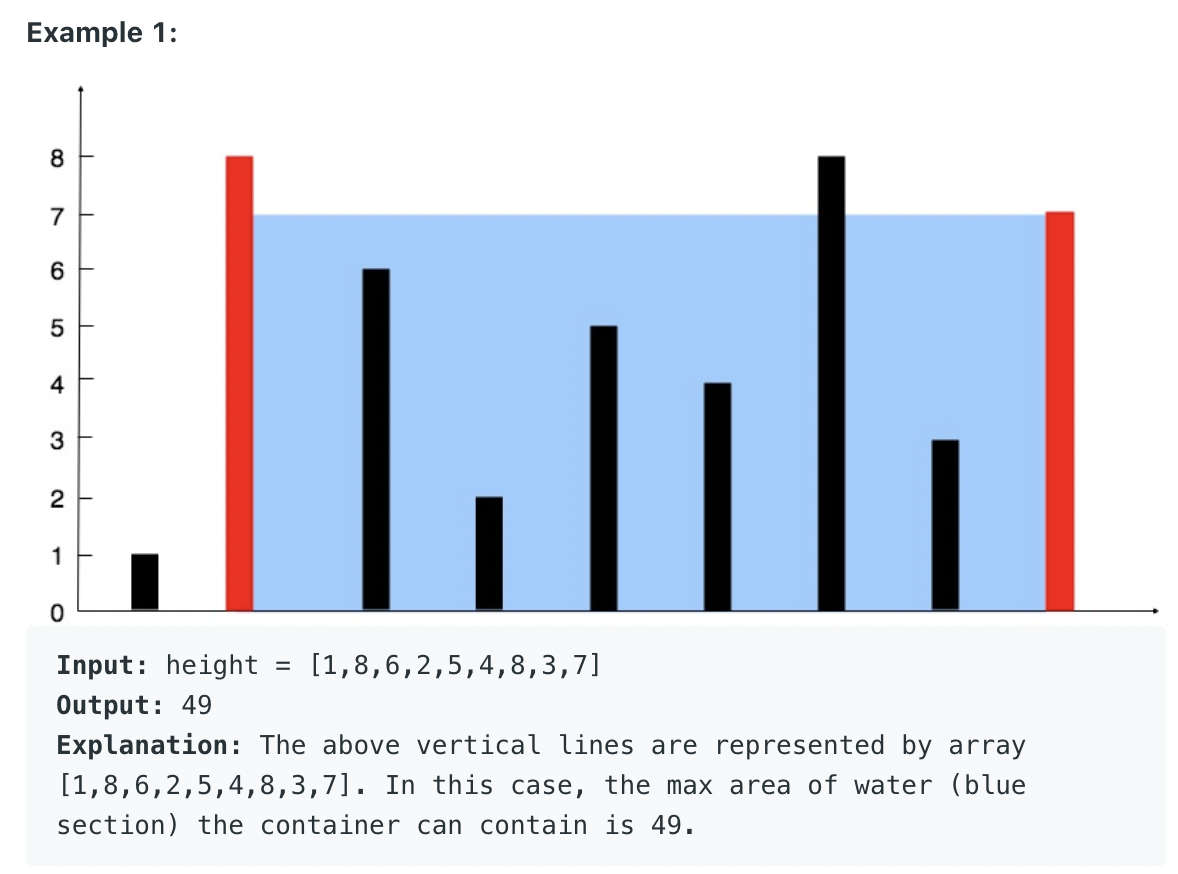 Example 1:
8
7
6
5
4
3
2
1
0
Input: height = [1,8,6,2,5,4,8,3,7]
Output: 49
Explanation: The above vertical lines are represented by array
[1,8,6,2,5,4,8,3,7]. In this case, the max area of water (blue
section) the container can contain is 49.